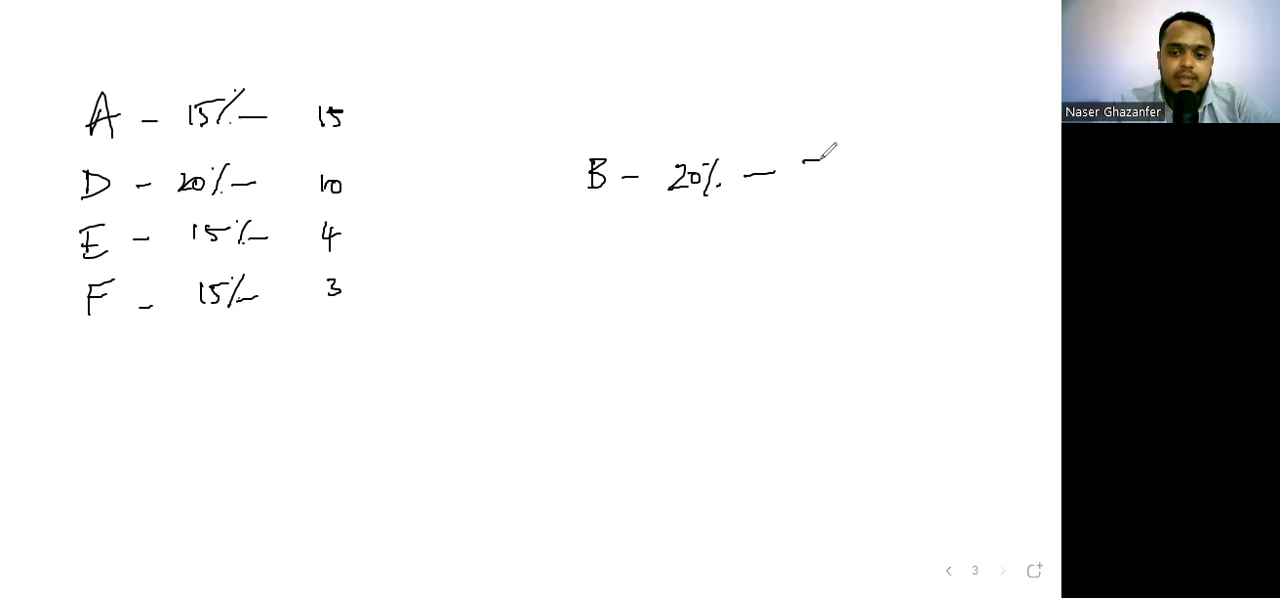 A - 15% - 15
D - 20% - 10
E - 15% - 4
F - 15% - 3
B - 20% -
Naser Ghazanfer
3